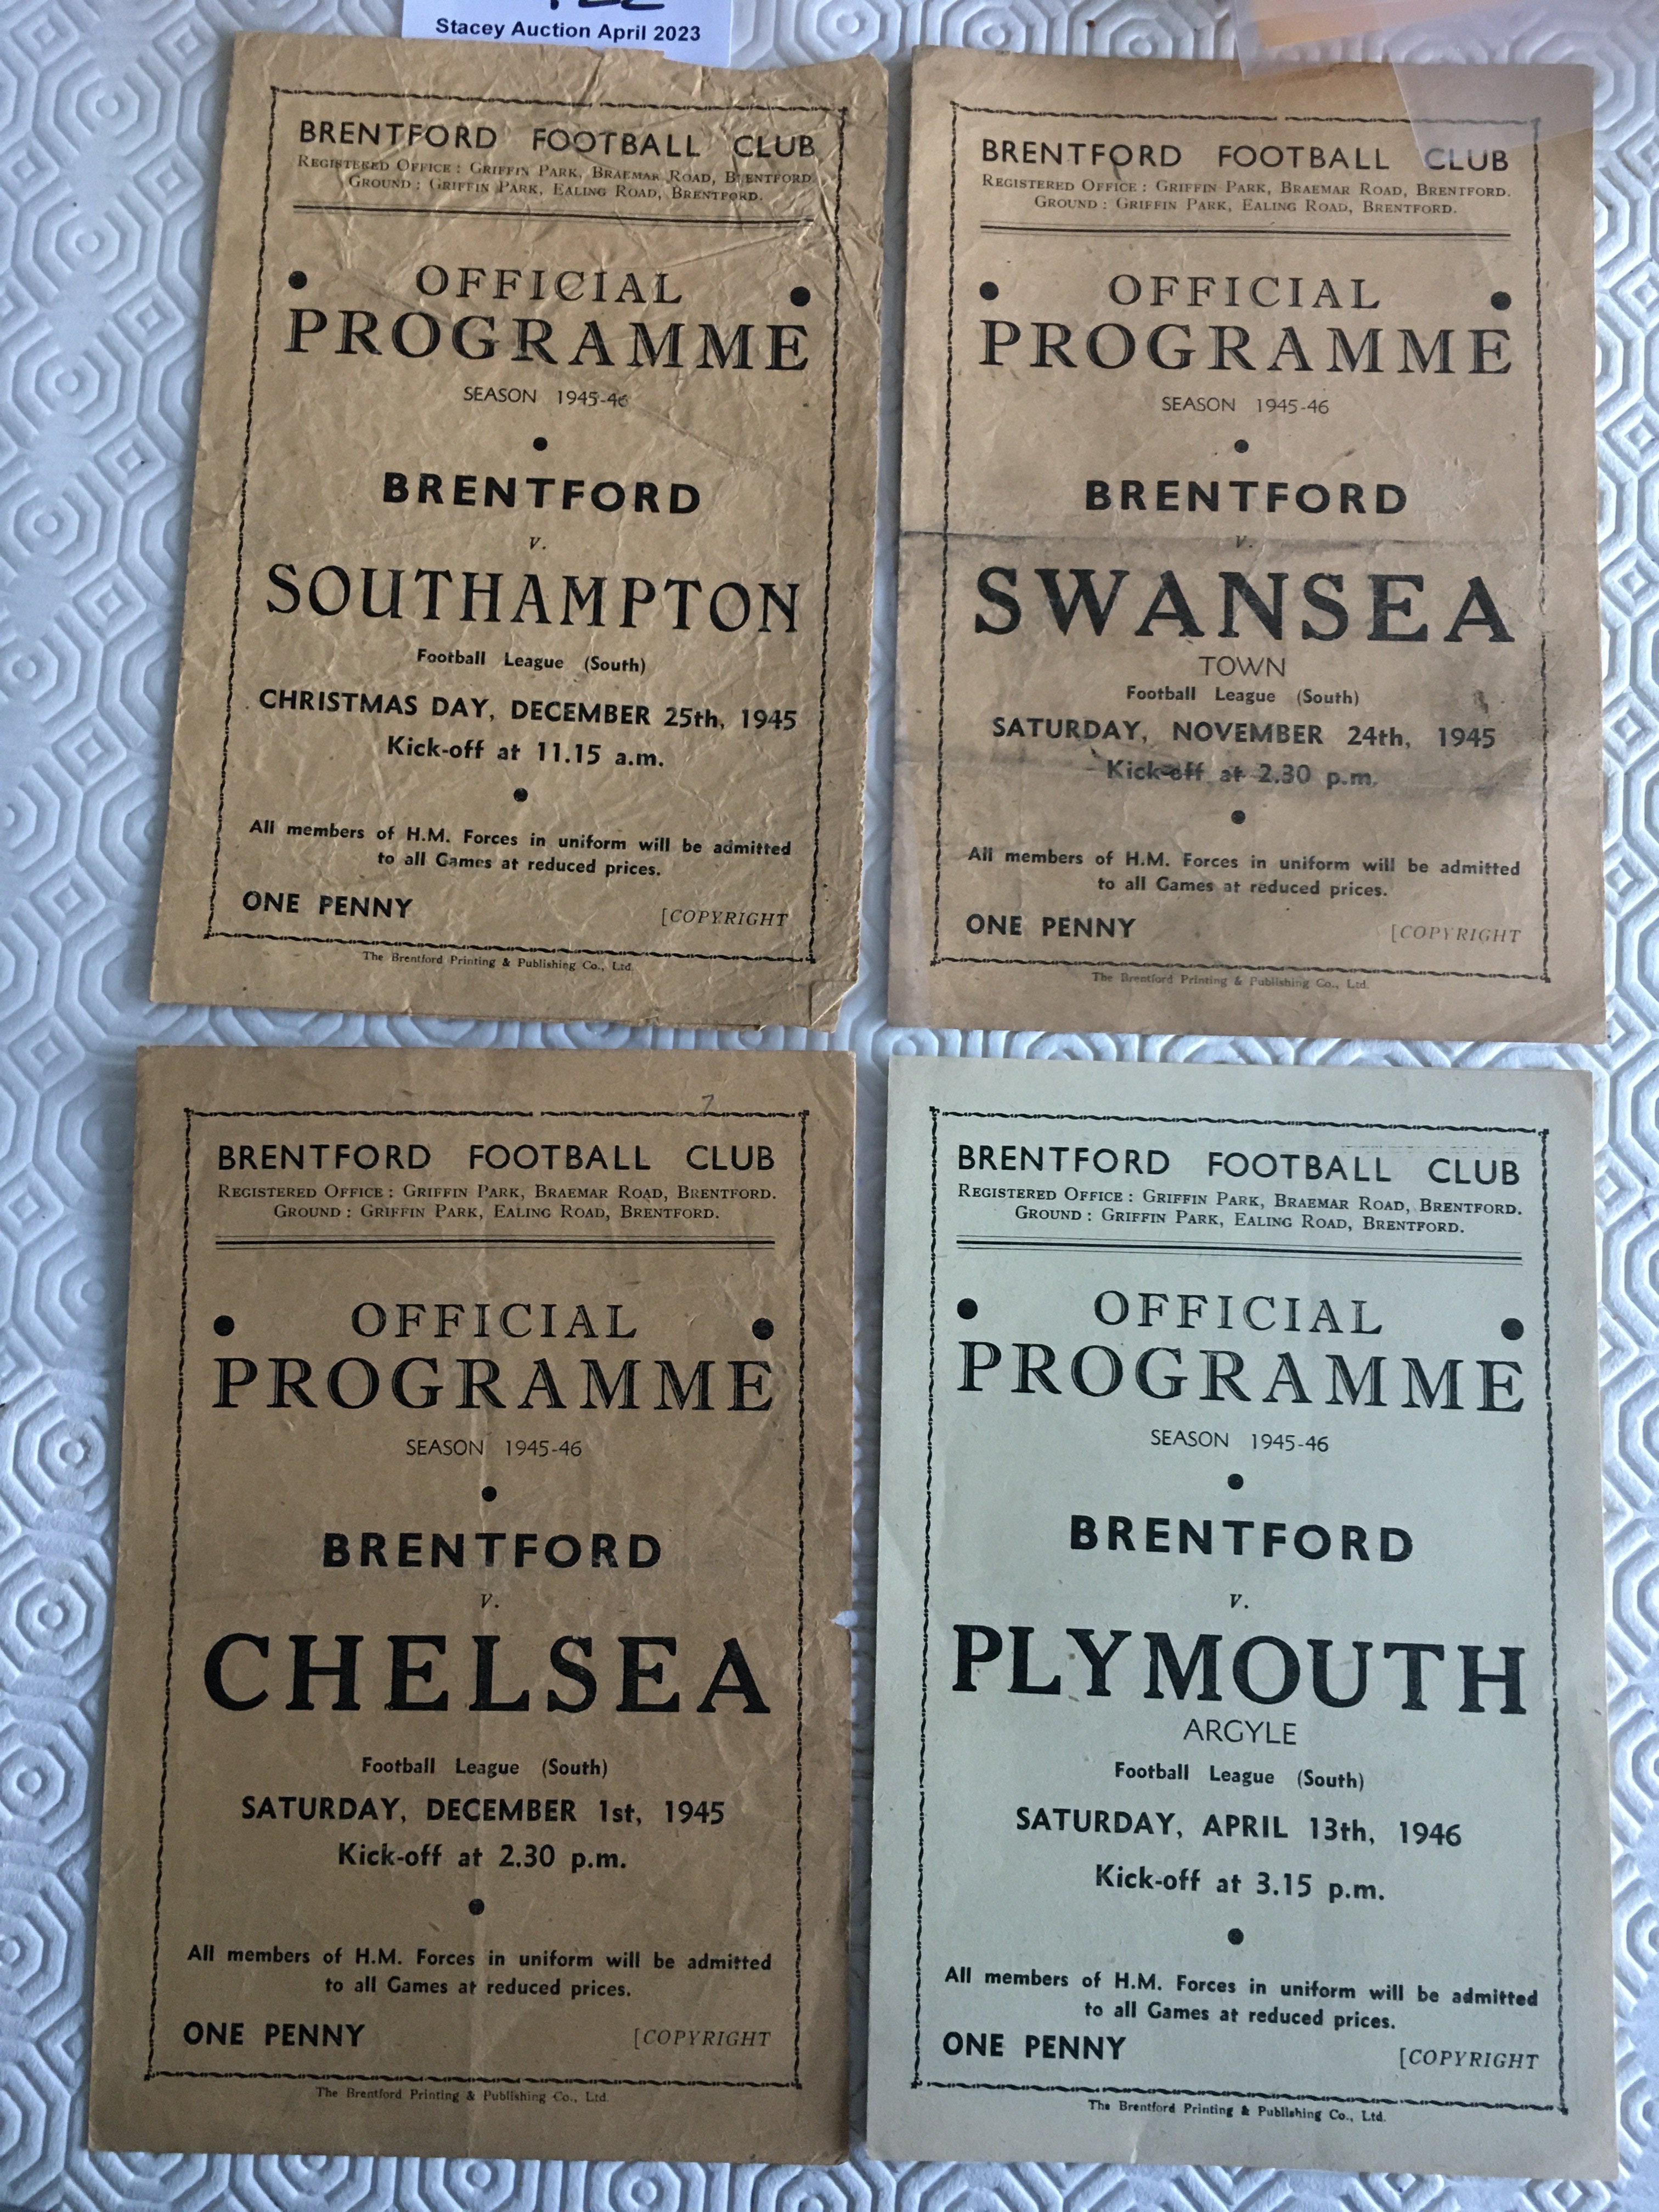 Stacey Auction April 2023
BRENTFORD FOOTBALL CLUB
REGISTERED OFFICE : GRIFFIN PARK, BRAEMAR ROAD, BRENTFORD.
GROUND : GRIFFIN PARK, EALING ROAD, BRENTFORD.
OFFICIAL
PROGRAMME
SEASON 1945-46
BRENTFORD
v.
SOUTHAMPTON
Football League (South)
CHRISTMAS DAY, DECEMBER 25th, 1945
Kick-off at 11.15 a.m.
All members of H.M. Forces in uniform will be admitted
to all Games at reduced prices.
ONE PENNY [COPYRIGHT
The Brentford Printing & Publishing Co., Ltd.
BRENTFORD FOOTBALL CLUB
REGISTERED OFFICE : GRIFFIN PARK, BRAEMAR ROAD, BRENTFORD.
GROUND : GRIFFIN PARK, EALING ROAD, BRENTFORD.
OFFICIAL
PROGRAMME
SEASON 1945-46
BRENTFORD
v.
SWANSEA
TOWN
Football League (South)
SATURDAY, NOVEMBER 24th, 1945
Kick-off at 2.30 p.m.
All members of H.M. Forces in uniform will be admitted
to all Games at reduced prices.
ONE PENNY [COPYRIGHT
The Brentford Printing & Publishing Co., Ltd.
7
BRENTFORD FOOTBALL CLUB
REGISTERED OFFICE : GRIFFIN PARK, BRAEMAR ROAD, BRENTFORD.
GROUND : GRIFFIN PARK, EALING ROAD, BRENTFORD.
OFFICIAL
PROGRAMME
SEASON 1945-46
BRENTFORD
v.
CHELSEA
Football League (South)
SATURDAY, DECEMBER 1st, 1945
Kick-off at 2.30 p.m.
All members of H.M. Forces in uniform will be admitted
to all Games at reduced prices.
ONE PENNY [COPYRIGHT
The Brentford Printing & Publishing Co., Ltd.
BRENTFORD FOOTBALL CLUB
REGISTERED OFFICE : GRIFFIN PARK, BRAEMAR ROAD, BRENTFORD.
GROUND : GRIFFIN PARK, EALING ROAD, BRENTFORD.
OFFICIAL
PROGRAMME
SEASON 1945-46
BRENTFORD
v.
PLYMOUTH
ARGYLE
Football League (South)
SATURDAY, APRIL 13th, 1946
Kick-off at 3.15 p.m.
All members of H.M. Forces in uniform will be admitted
to all Games at reduced prices.
ONE PENNY [COPYRIGHT
The Brentford Printing & Publishing Co., Ltd.